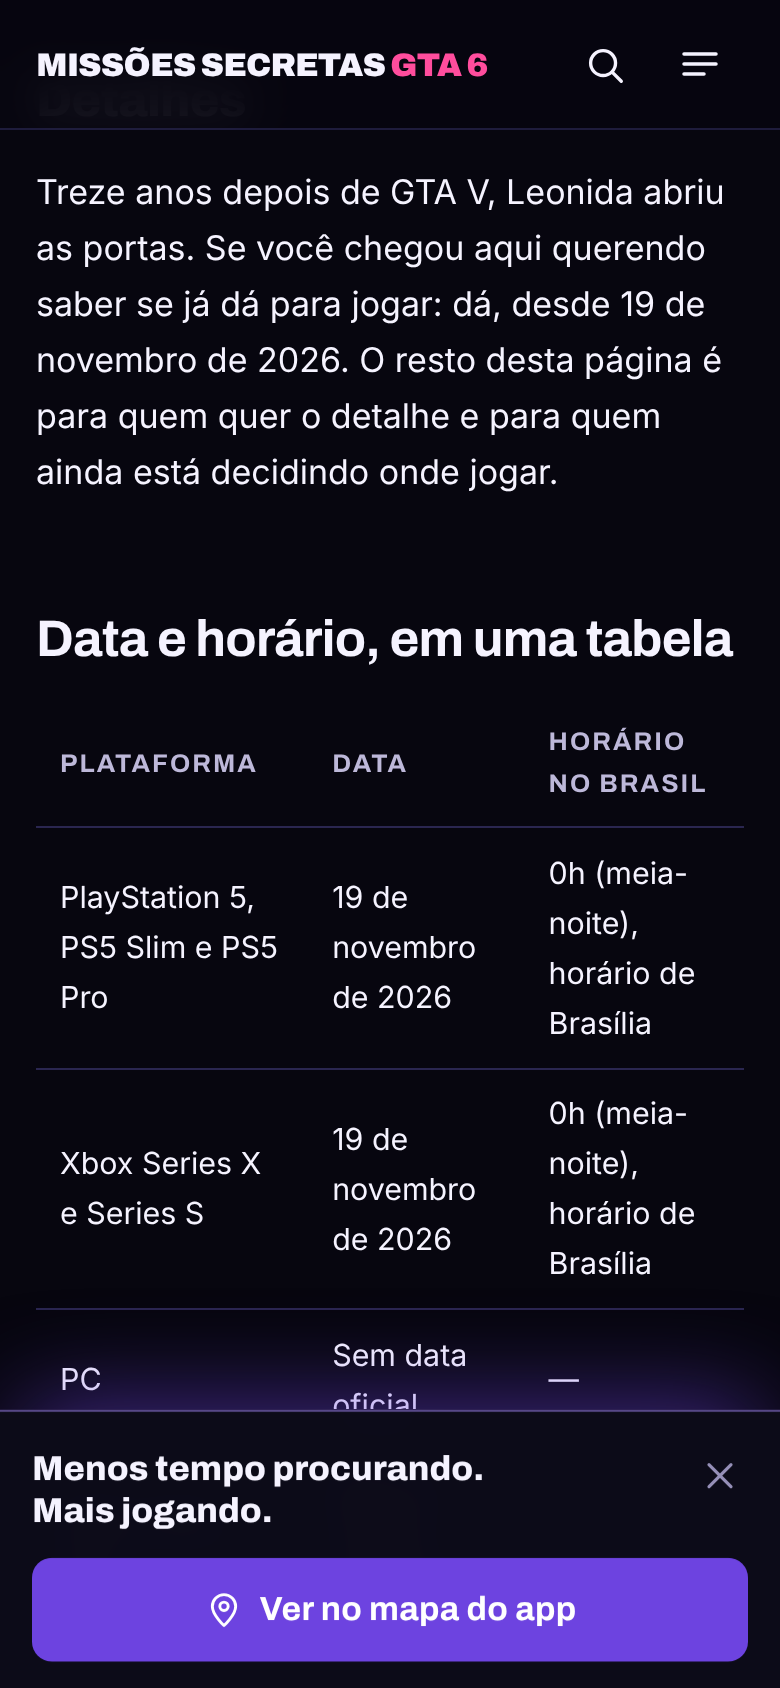 MISSÕES SECRETAS GTA 6
Detalhes
Treze anos depois de GTA V, Leonida abriu
as portas. Se você chegou aqui querendo
saber se já dá para jogar: dá, desde 19 de
novembro de 2026. O resto desta página é
para quem quer o detalhe e para quem
ainda está decidindo onde jogar.
Data e horário, em uma tabela
PLATAFORMA
DATA
HORÁRIO
NO BRASIL
PlayStation 5,
PS5 Slim e PS5
Pro
19 de
novembro
de 2026
0h (meia-
noite),
horário de
Brasília
Xbox Series X
e Series S
19 de
novembro
de 2026
0h (meia-
noite),
horário de
Brasília
PC
Sem data
oficial
—
Menos tempo procurando.
Mais jogando.
Ver no mapa do app